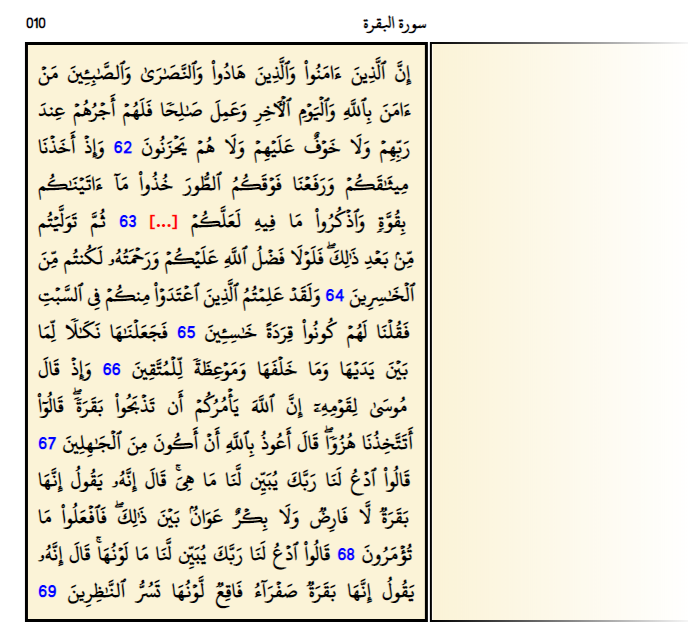 010 سورة البقرة
إِنَّ ٱلَّذِينَ ءَامَنُوا۟ وَٱلَّذِينَ هَادُوا۟ وَٱلنَّصَـٰرَىٰ وَٱلصَّـٰبِـِٔينَ مَنْ
ءَامَنَ بِٱللَّهِ وَٱلْيَوْمِ ٱلْـَٔاخِرِ وَعَمِلَ صَـٰلِحًا فَلَهُمْ أَجْرُهُمْ عِندَ
رَبِّهِمْ وَلَا خَوْفٌ عَلَيْهِمْ وَلَا هُمْ يَحْزَنُونَ 62 وَإِذْ أَخَذْنَا
مِيثَـٰقَكُمْ وَرَفَعْنَا فَوْقَكُمُ ٱلطُّورَ خُذُوا۟ مَآ ءَاتَيْنَـٰكُم
بِقُوَّةٍ وَٱذْكُرُوا۟ مَا فِيهِ لَعَلَّكُمْ [...] 63 ثُمَّ تَوَلَّيْتُم
مِّنۢ بَعْدِ ذَٰلِكَ ۖ فَلَوْلَا فَضْلُ ٱللَّهِ عَلَيْكُمْ وَرَحْمَتُهُۥ لَكُنتُم مِّنَ
ٱلْخَـٰسِرِينَ 64 وَلَقَدْ عَلِمْتُمُ ٱلَّذِينَ ٱعْتَدَوْا۟ مِنكُمْ فِى ٱلسَّبْتِ
فَقُلْنَا لَهُمْ كُونُوا۟ قِرَدَةً خَـٰسِـِٔينَ 65 فَجَعَلْنَـٰهَا نَكَـٰلًا لِّمَا
بَيْنَ يَدَيْهَا وَمَا خَلْفَهَا وَمَوْعِظَةً لِّلْمُتَّقِينَ 66 وَإِذْ قَالَ
مُوسَىٰ لِقَوْمِهِۦٓ إِنَّ ٱللَّهَ يَأْمُرُكُمْ أَن تَذْبَحُوا۟ بَقَرَةً ۖ قَالُوٓا۟
أَتَتَّخِذُنَا هُزُوًا ۖ قَالَ أَعُوذُ بِٱللَّهِ أَنْ أَكُونَ مِنَ ٱلْجَـٰهِلِينَ 67
قَالُوا۟ ٱدْعُ لَنَا رَبَّكَ يُبَيِّن لَّنَا مَا هِىَ ۚ قَالَ إِنَّهُۥ يَقُولُ إِنَّهَا
بَقَرَةٌ لَّا فَارِضٌ وَلَا بِكْرٌ عَوَانٌۢ بَيْنَ ذَٰلِكَ ۖ فَٱفْعَلُوا۟ مَا
تُؤْمَرُونَ 68 قَالُوا۟ ٱدْعُ لَنَا رَبَّكَ يُبَيِّن لَّنَا مَا لَوْنُهَا ۚ قَالَ إِنَّهُۥ
يَقُولُ إِنَّهَا بَقَرَةٌ صَفْرَآءُ فَاقِعٌ لَّوْنُهَا تَسُرُّ ٱلنَّـٰظِرِينَ 69